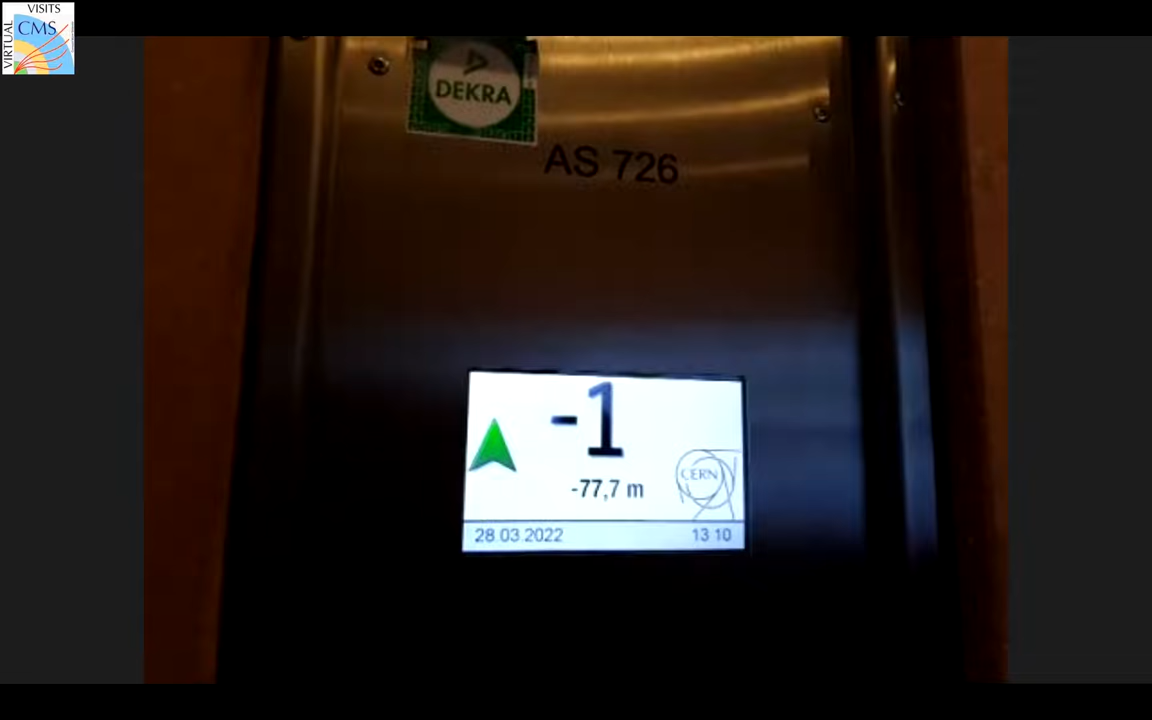 VISITS
VIRTUAL
CMS
DEKRA
AS 726
-1
-77,7 m
CERN
28.03.2022
13 10